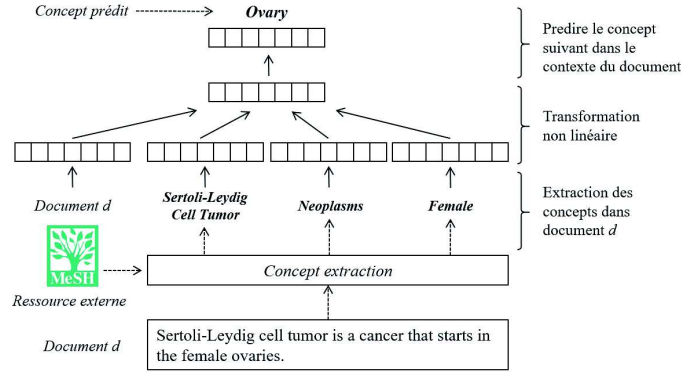 Concept prédit
Ovary
Predire le concept
suivant dans le
contexte du document
Transformation
non linéaire
Document d
Sertoli-Leydig
Cell Tumor
Neoplasms
Female
Extraction des
concepts dans
document d
MeSH
Concept extraction
Ressource externe
Document d
Sertoli-Leydig cell tumor is a cancer that starts in
the female ovaries.